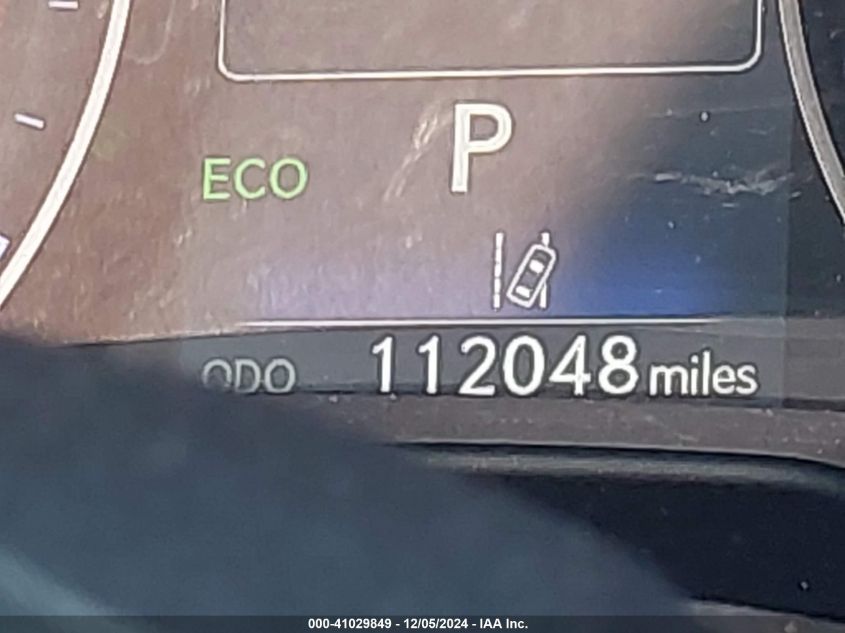 P
ECO
ODO 112048 miles
000-41029849 - 12/05/2024 - IAA Inc.